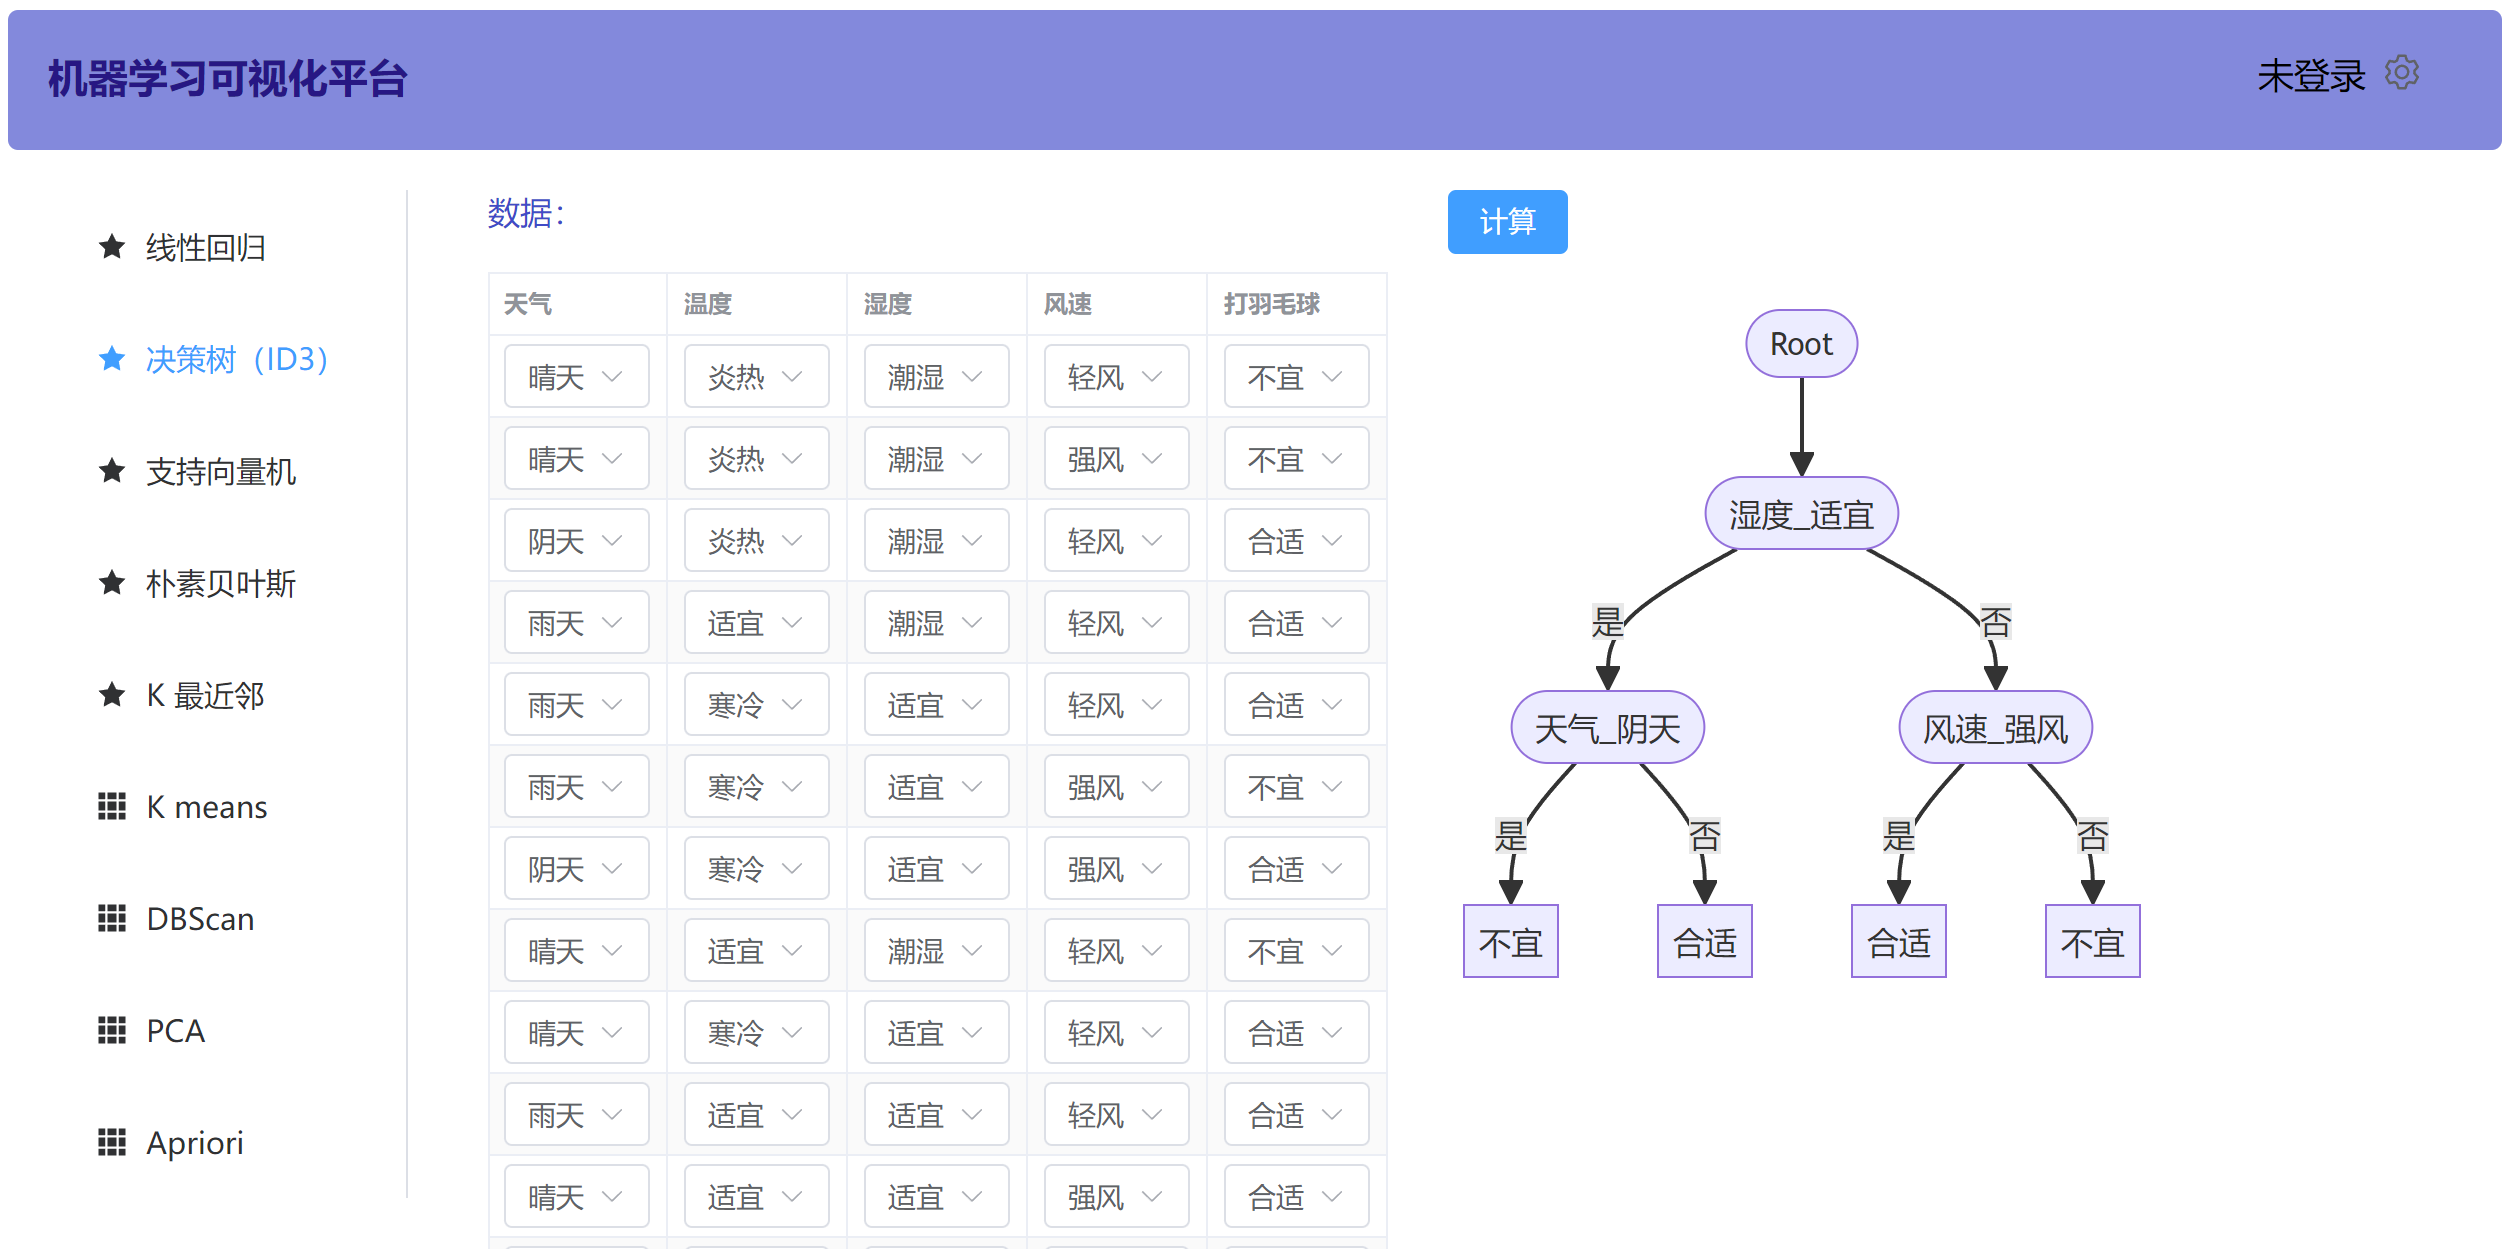 机器学习可视化平台
未登录
线性回归
决策树（ID3）
支持向量机
朴素贝叶斯
K 最近邻
K means
DBScan
PCA
Apriori
数据：
天气 温度 湿度 风速 打羽毛球
晴天 炎热 潮湿 轻风 不宜
晴天 炎热 潮湿 强风 不宜
阴天 炎热 潮湿 轻风 合适
雨天 适宜 潮湿 轻风 合适
雨天 寒冷 适宜 轻风 合适
雨天 寒冷 适宜 强风 不宜
阴天 寒冷 适宜 强风 合适
晴天 适宜 潮湿 轻风 不宜
晴天 寒冷 适宜 轻风 合适
雨天 适宜 适宜 轻风 合适
晴天 适宜 适宜 强风 合适
计算
Root
湿度_适宜
是 否
天气_阴天 风速_强风
是 否 是 否
不宜 合适 合适 不宜